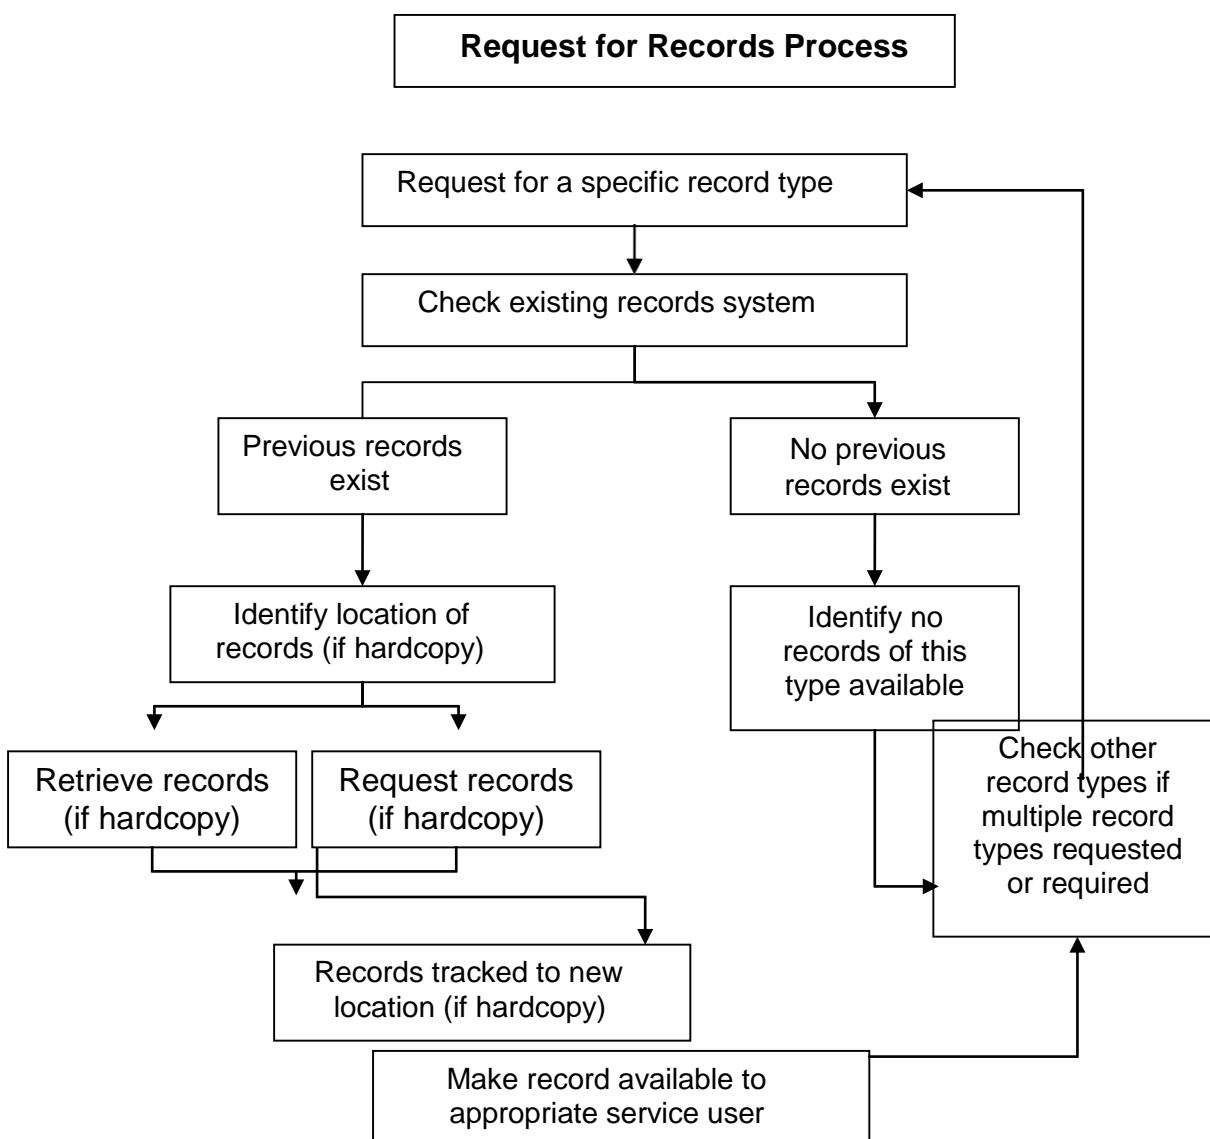 Request for Records Process
Request for a specific record type
Check existing records system
Previous records
exist
No previous
records exist
Identify location of
records (if hardcopy)
Identify no
records of this
type available
Retrieve records
(if hardcopy)
Request records
(if hardcopy)
Check other
record types if
multiple record
types requested
or required
Records tracked to new
location (if hardcopy)
Make record available to
appropriate service user